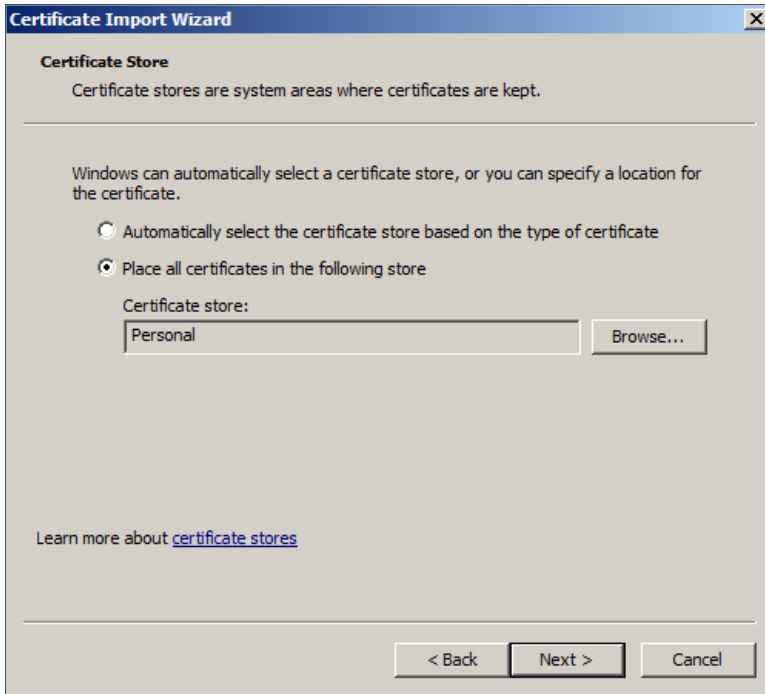 Certificate Import Wizard
Certificate Store
Certificate stores are system areas where certificates are kept.
Windows can automatically select a certificate store, or you can specify a location for
the certificate.
Automatically select the certificate store based on the type of certificate
Place all certificates in the following store
Certificate store:
Personal
Browse...
Learn more about certificate stores
< Back
Next >
Cancel